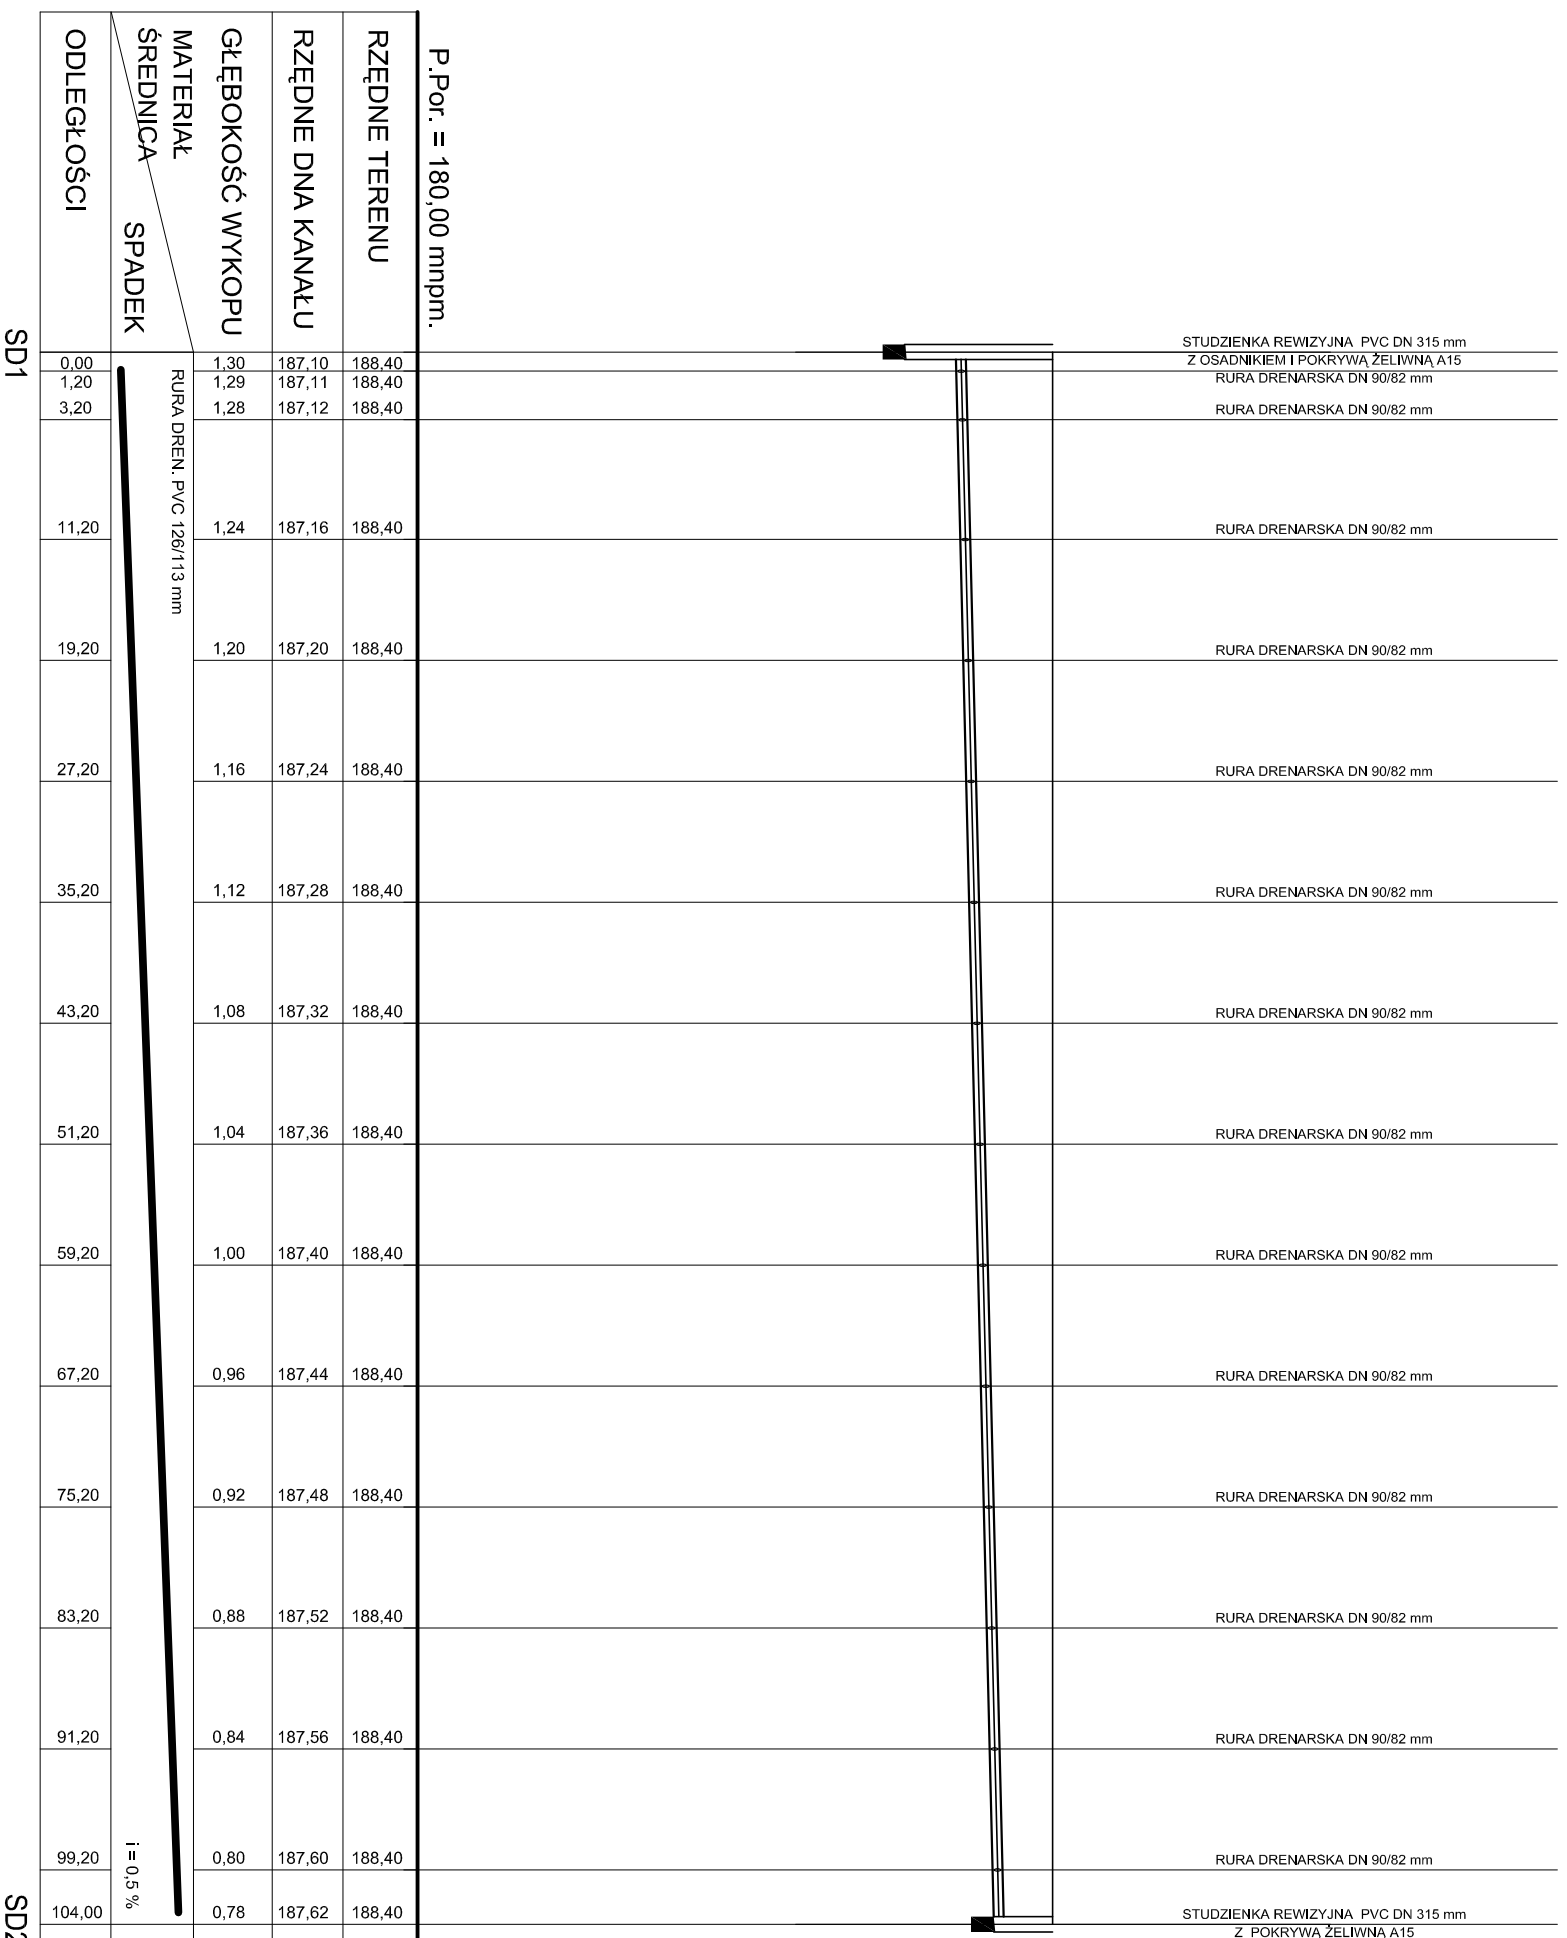 P.Por. = 180,00 mnpm.
RZĘDNE TERENU
RZĘDNE DNA KANAŁU
GŁĘBOKOŚĆ WYKOPU
MATERIAŁ
ŚREDNICA
SPADEK
ODLEGŁOŚCI
SD1
SD2
RURA DREN. PVC 126/113 mm
i = 0,5 %
STUDZIENKA REWIZYJNA PVC DN 315 mm
0,00 1,30 187,10 188,40 Z OSADNIKIEM I POKRYWĄ ŻELIWNĄ A15
1,20 1,29 187,11 188,40 RURA DRENARSKA DN 90/82 mm
3,20 1,28 187,12 188,40 RURA DRENARSKA DN 90/82 mm
11,20 1,24 187,16 188,40 RURA DRENARSKA DN 90/82 mm
19,20 1,20 187,20 188,40 RURA DRENARSKA DN 90/82 mm
27,20 1,16 187,24 188,40 RURA DRENARSKA DN 90/82 mm
35,20 1,12 187,28 188,40 RURA DRENARSKA DN 90/82 mm
43,20 1,08 187,32 188,40 RURA DRENARSKA DN 90/82 mm
51,20 1,04 187,36 188,40 RURA DRENARSKA DN 90/82 mm
59,20 1,00 187,40 188,40 RURA DRENARSKA DN 90/82 mm
67,20 0,96 187,44 188,40 RURA DRENARSKA DN 90/82 mm
75,20 0,92 187,48 188,40 RURA DRENARSKA DN 90/82 mm
83,20 0,88 187,52 188,40 RURA DRENARSKA DN 90/82 mm
91,20 0,84 187,56 188,40 RURA DRENARSKA DN 90/82 mm
99,20 0,80 187,60 188,40 RURA DRENARSKA DN 90/82 mm
104,00 0,78 187,62 188,40 STUDZIENKA REWIZYJNA PVC DN 315 mm
Z POKRYWĄ ŻELIWNĄ A15